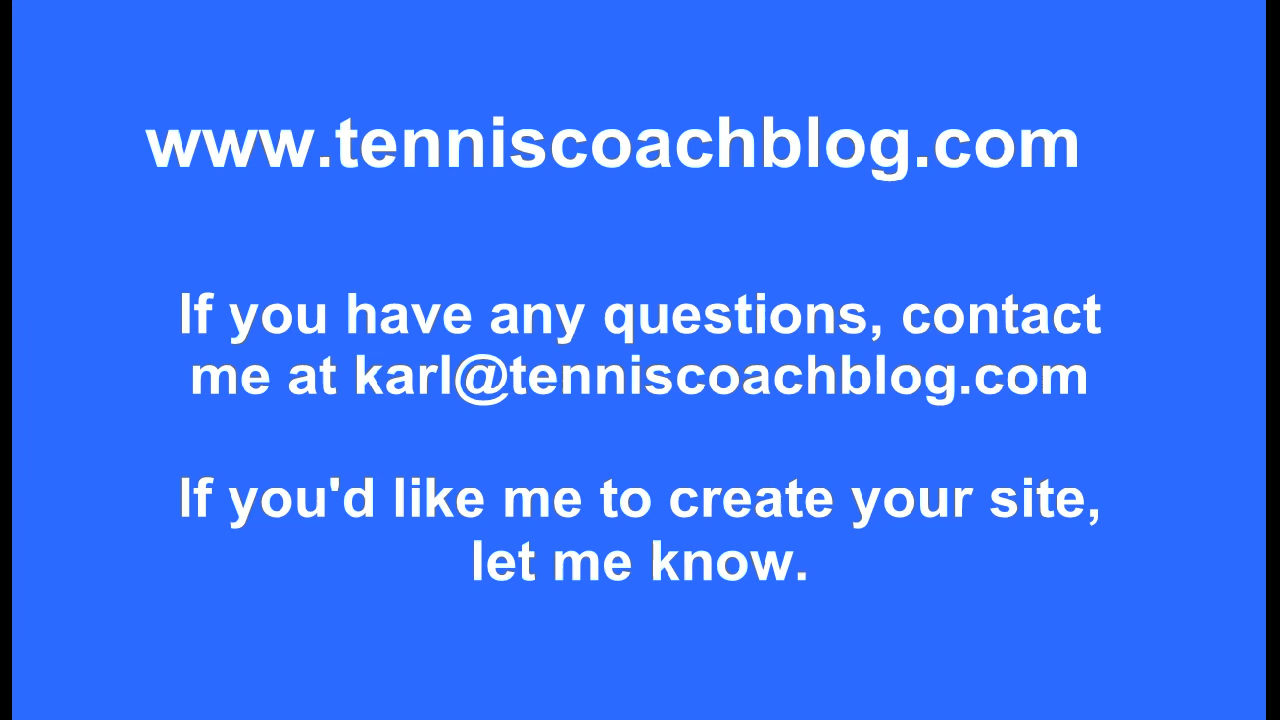 www.tenniscoachblog.com
If you have any questions, contact
me at karl@tenniscoachblog.com
If you'd like me to create your site,
let me know.